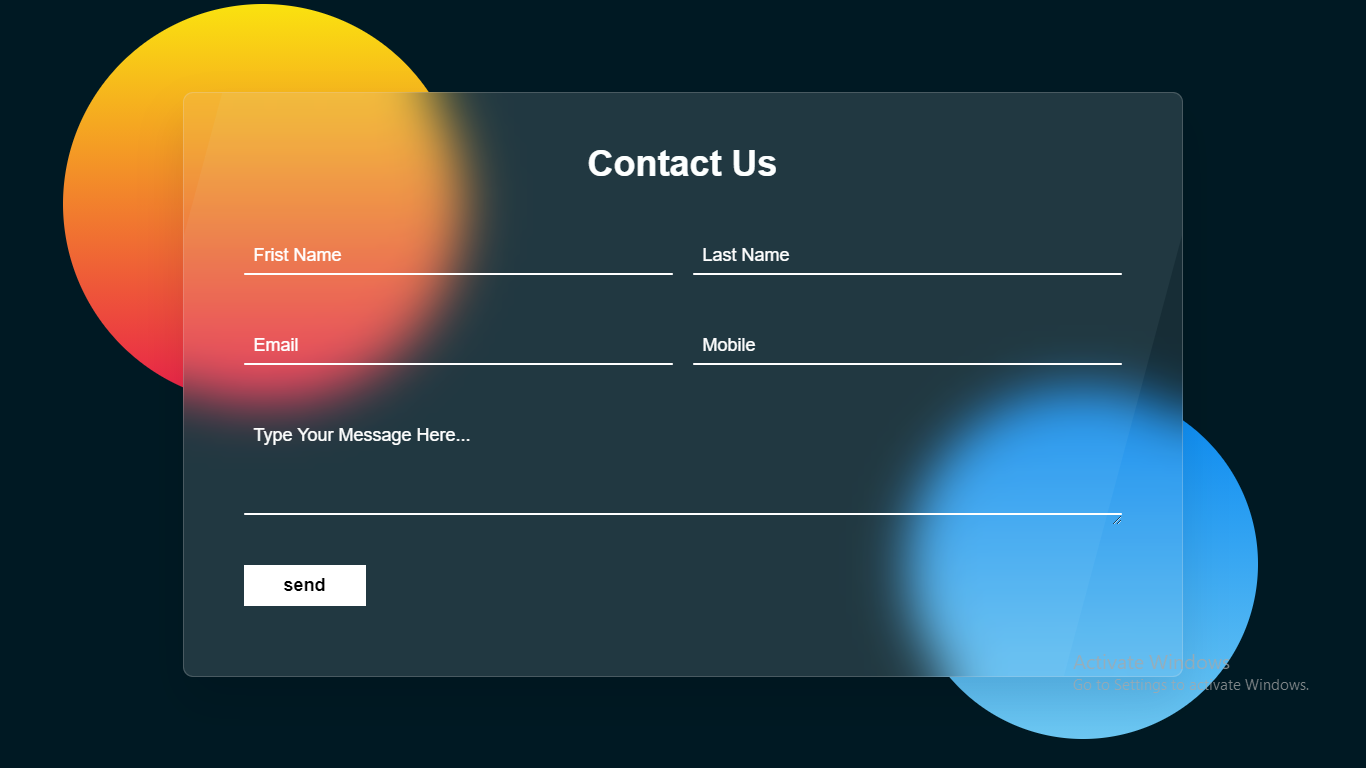 Contact Us
Frist Name
Last Name
Email
Mobile
Type Your Message Here...
send
Activate Windows
Go to Settings to activate Windows.